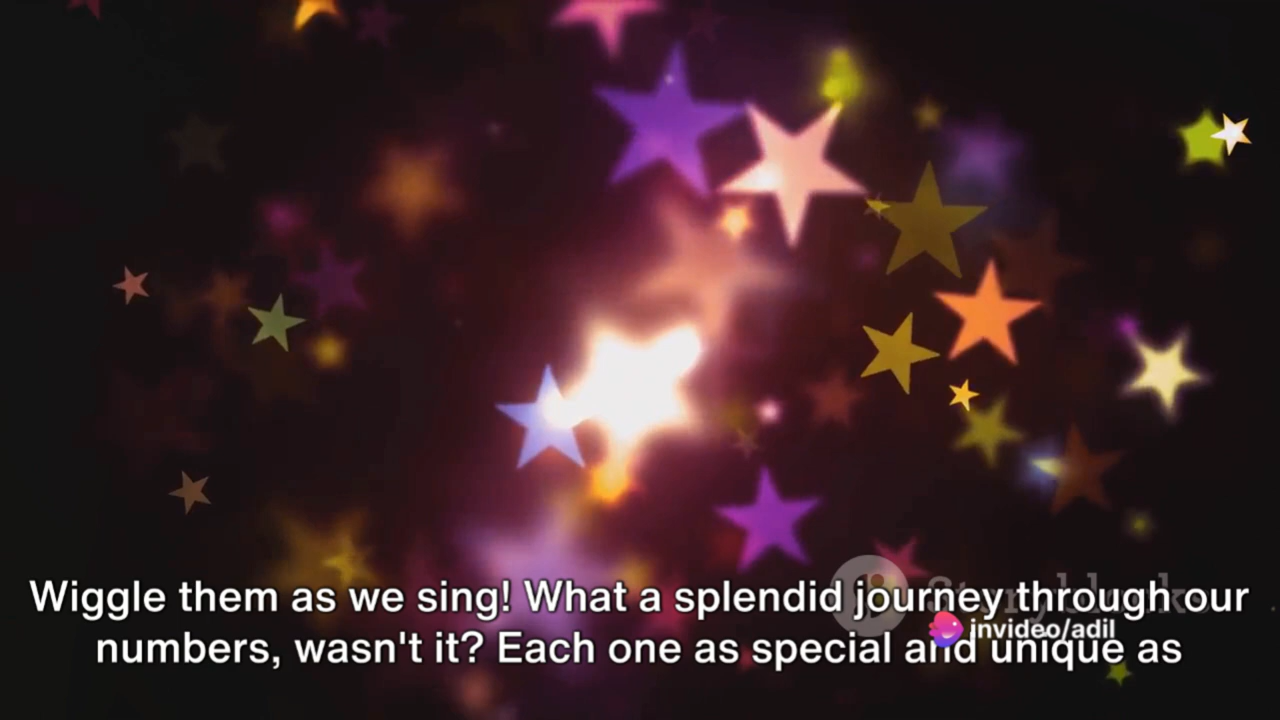 Wiggle them as we sing! What a splendid journey through our
numbers, wasn't it? Each one as special and unique as
invideo/adil